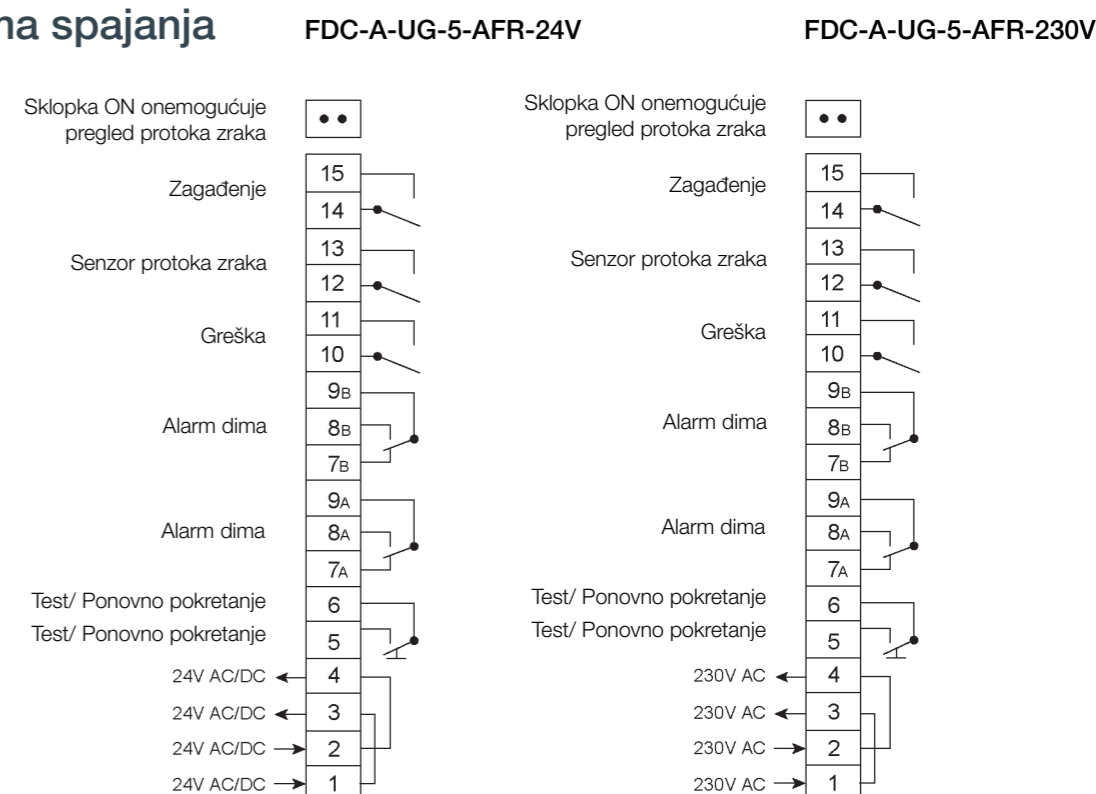 na spajanja
FDC-A-UG-5-AFR-24V
Sklopka ON onemogućuje
pregled protoka zraka
15
Zagađenje
14
13
Senzor protoka zraka
12
11
Greška
10
9B
Alarm dima
8B
7B
9A
Alarm dima
8A
7A
Test/ Ponovno pokretanje 6
Test/ Ponovno pokretanje 5
24V AC/DC 4
24V AC/DC 3
24V AC/DC 2
24V AC/DC 1
FDC-A-UG-5-AFR-230V
Sklopka ON onemogućuje
pregled protoka zraka
15
Zagađenje
14
13
Senzor protoka zraka
12
11
Greška
10
9B
Alarm dima
8B
7B
9A
Alarm dima
8A
7A
Test/ Ponovno pokretanje 6
Test/ Ponovno pokretanje 5
230V AC 4
230V AC 3
230V AC 2
230V AC 1